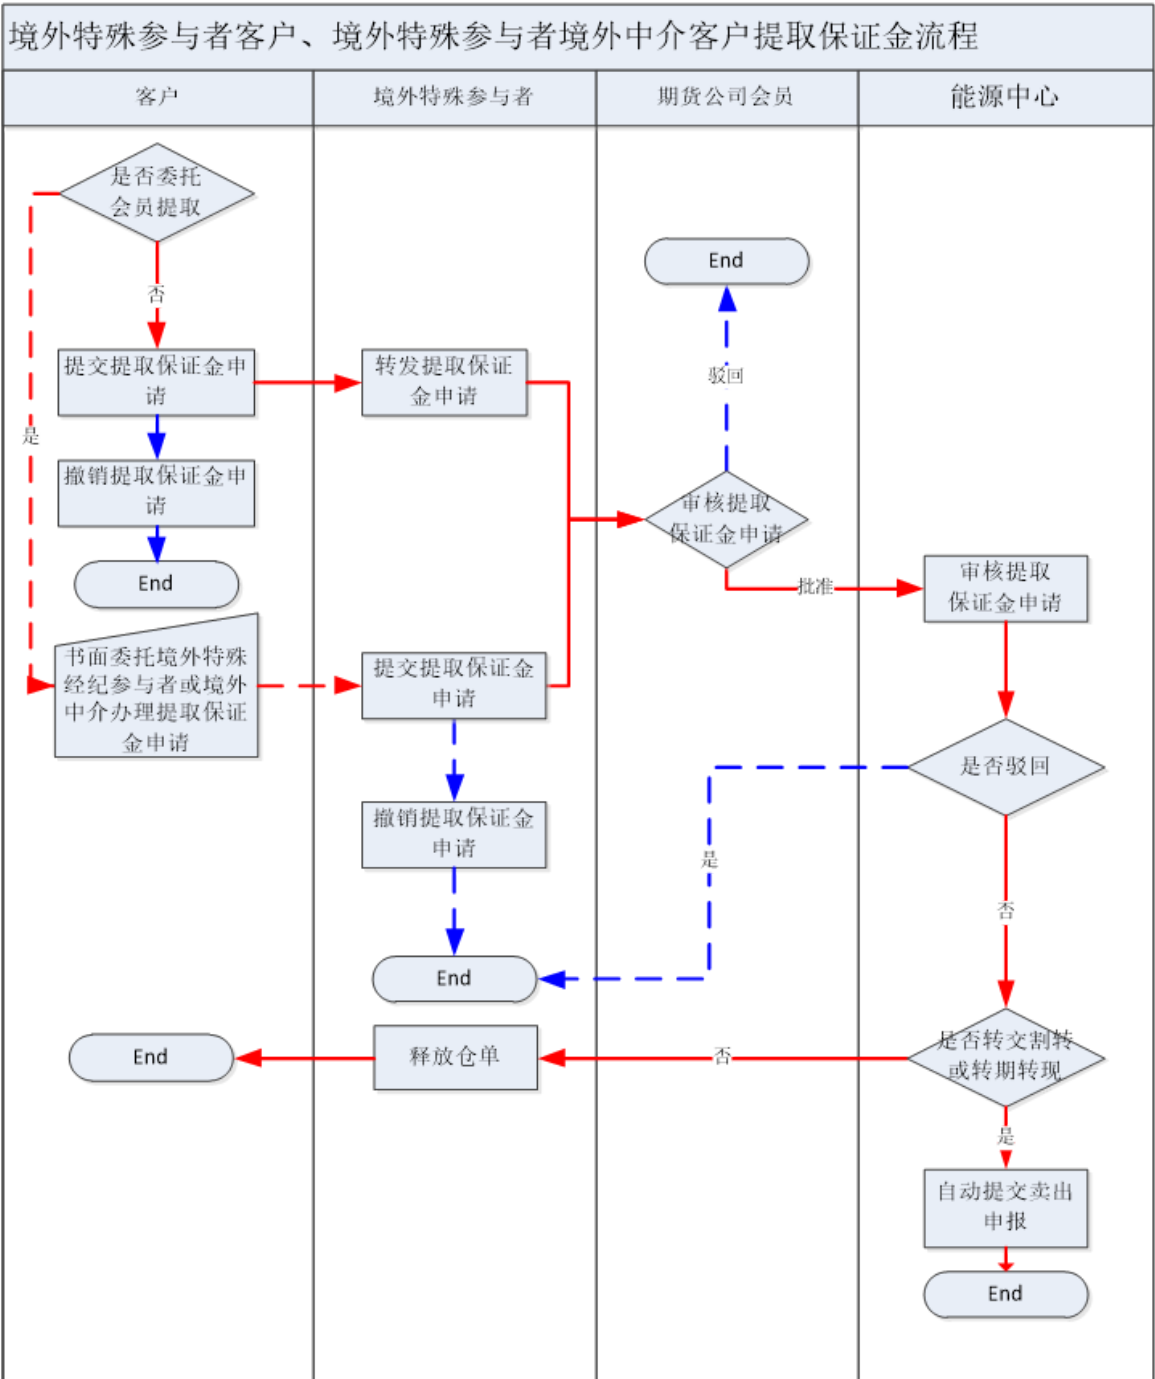 境外特殊参与者客户、境外特殊参与者境外中介客户提取保证金流程
客户
境外特殊参与者
期货公司会员
能源中心
是否委托
会员提取
否
是
提交提取保证金申
请
撤销提取保证金申
请
End
书面委托境外特殊
经纪参与者或境外
中介办理提取保证
金申请
转发提取保证
金申请
提交提取保证金
申请
撤销提取保证金
申请
End
End
驳回
审核提取
保证金申请
批准
审核提取
保证金申请
是否驳回
是
否
是否转交割转
或转期转现
否
释放仓单
End
是
自动提交卖出
申报
End